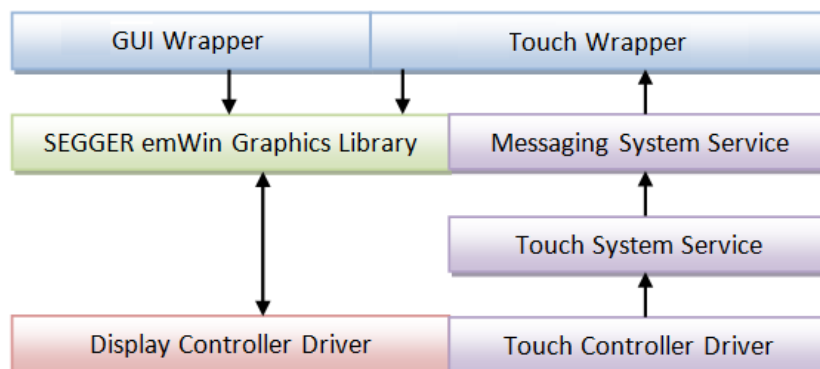 GUI Wrapper
Touch Wrapper
SEGGER emWin Graphics Library
Messaging System Service
Touch System Service
Display Controller Driver
Touch Controller Driver